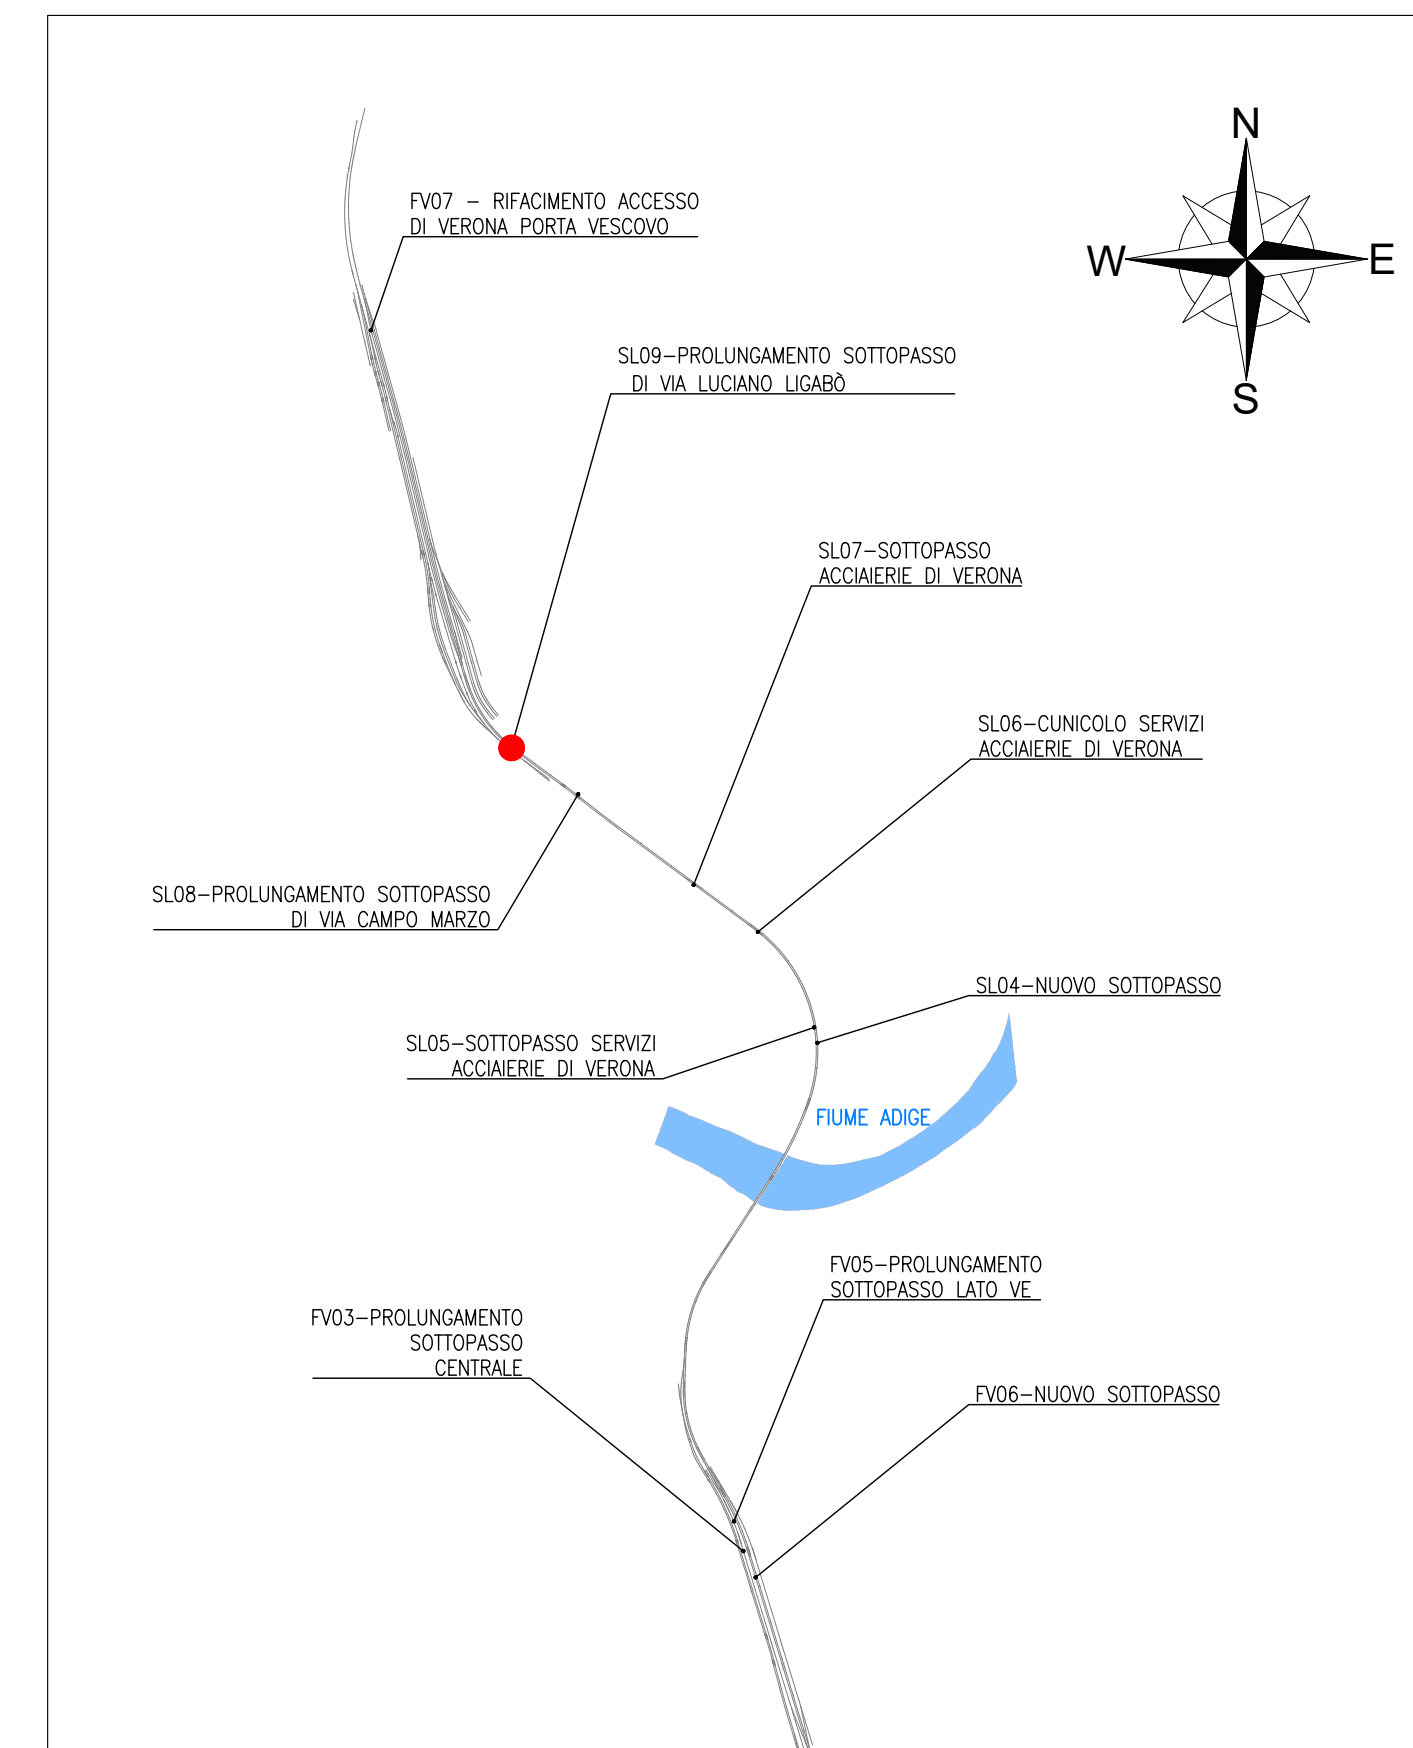 N
FV07 – RIFACIMENTO ACCESSO
DI VERONA PORTA VESCOVO
W
E
S
SL09–PROLUNGAMENTO SOTTOPASSO
DI VIA LUCIANO LIGABÒ
SL07–SOTTOPASSO
ACCIAIERIE DI VERONA
SL06–CUNICOLO SERVIZI
ACCIAIERIE DI VERONA
SL08–PROLUNGAMENTO SOTTOPASSO
DI VIA CAMPO MARZO
SL04–NUOVO SOTTOPASSO
SL05–SOTTOPASSO SERVIZI
ACCIAIERIE DI VERONA
FIUME ADIGE
FV05–PROLUNGAMENTO
SOTTOPASSO LATO VE
FV03–PROLUNGAMENTO
SOTTOPASSO
CENTRALE
FV06–NUOVO SOTTOPASSO